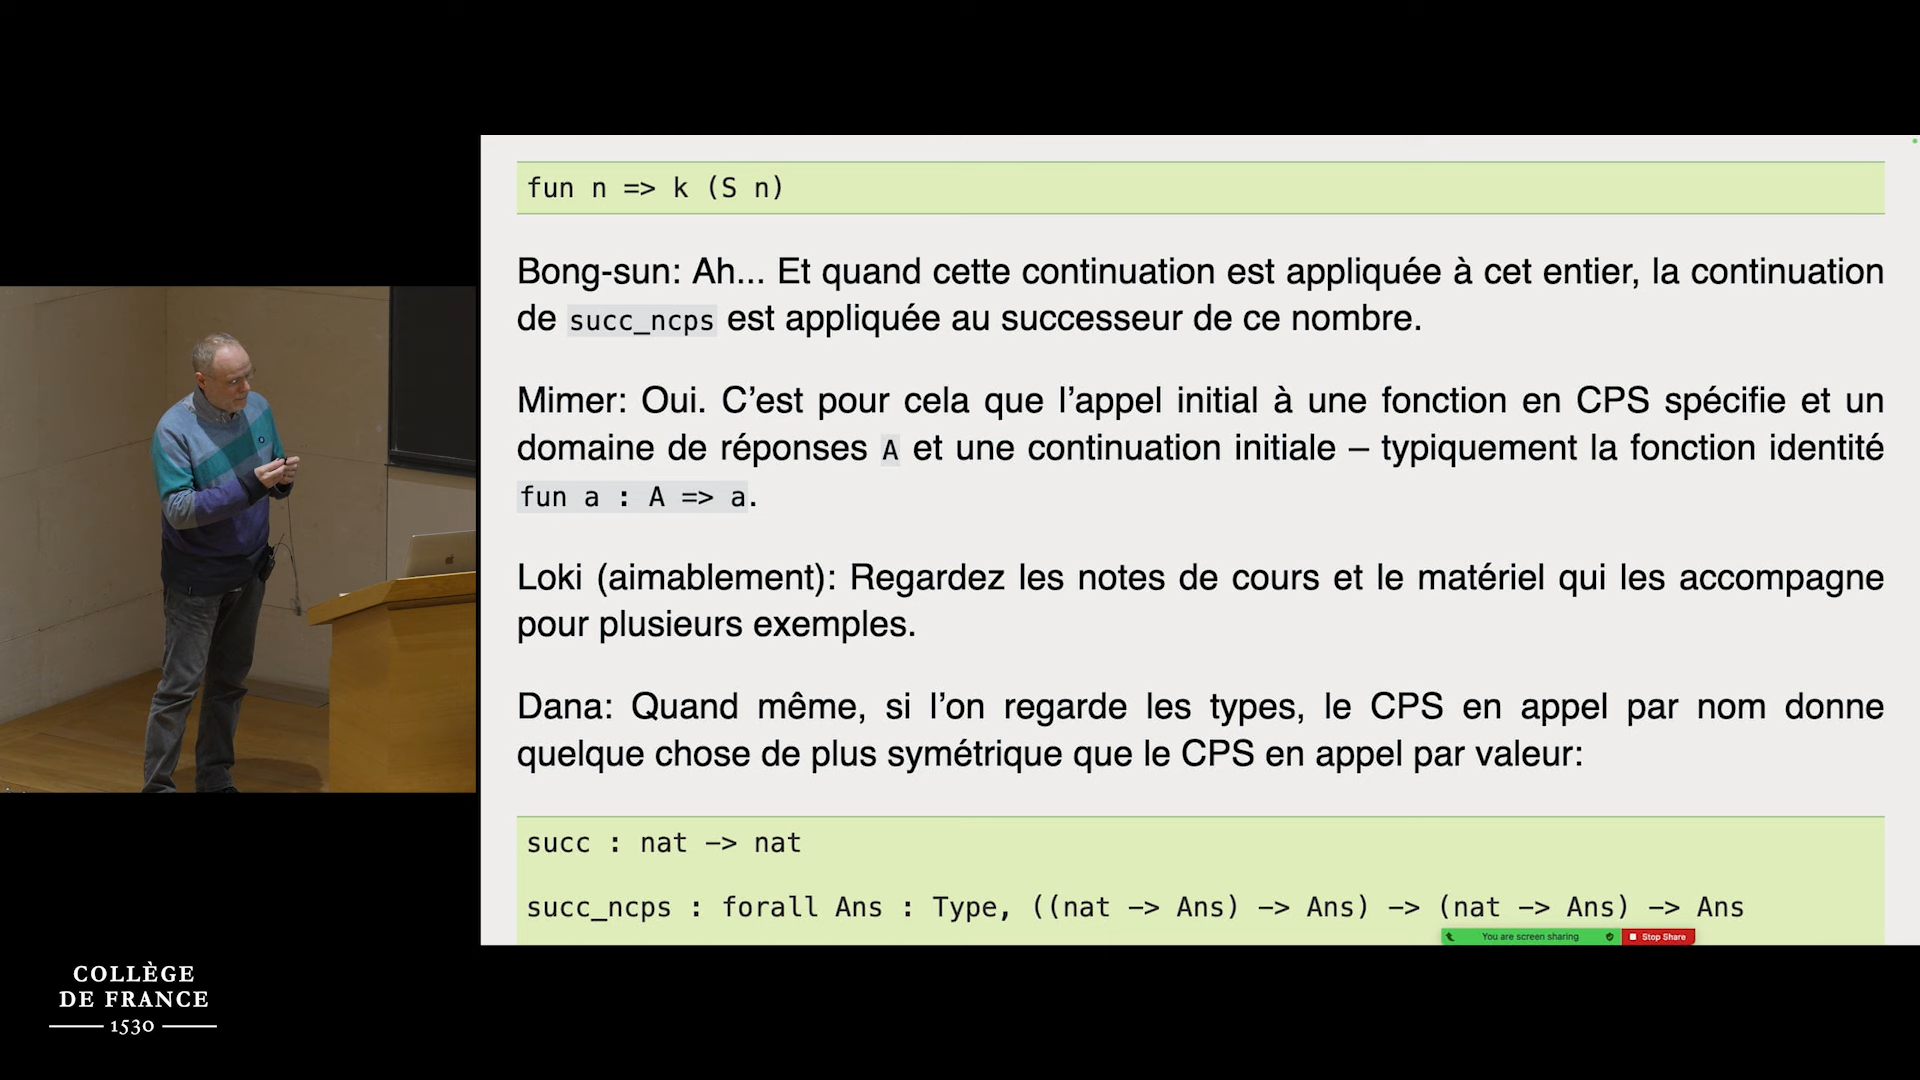 fun n => k (S n)
Bong-sun: Ah... Et quand cette continuation est appliquée à cet entier, la continuation
de succ_ncps est appliquée au successeur de ce nombre.
Mimer: Oui. C’est pour cela que l’appel initial à une fonction en CPS spécifie et un
domaine de réponses A et une continuation initiale – typiquement la fonction identité
fun a : A => a.
Loki (aimablement): Regardez les notes de cours et le matériel qui les accompagne
pour plusieurs exemples.
Dana: Quand même, si l’on regarde les types, le CPS en appel par nom donne
quelque chose de plus symétrique que le CPS en appel par valeur:
succ : nat -> nat
succ_ncps : forall Ans : Type, ((nat -> Ans) -> Ans) -> (nat -> Ans) -> Ans
You are screen sharing Stop Share
COLLÈGE
DE FRANCE
1530